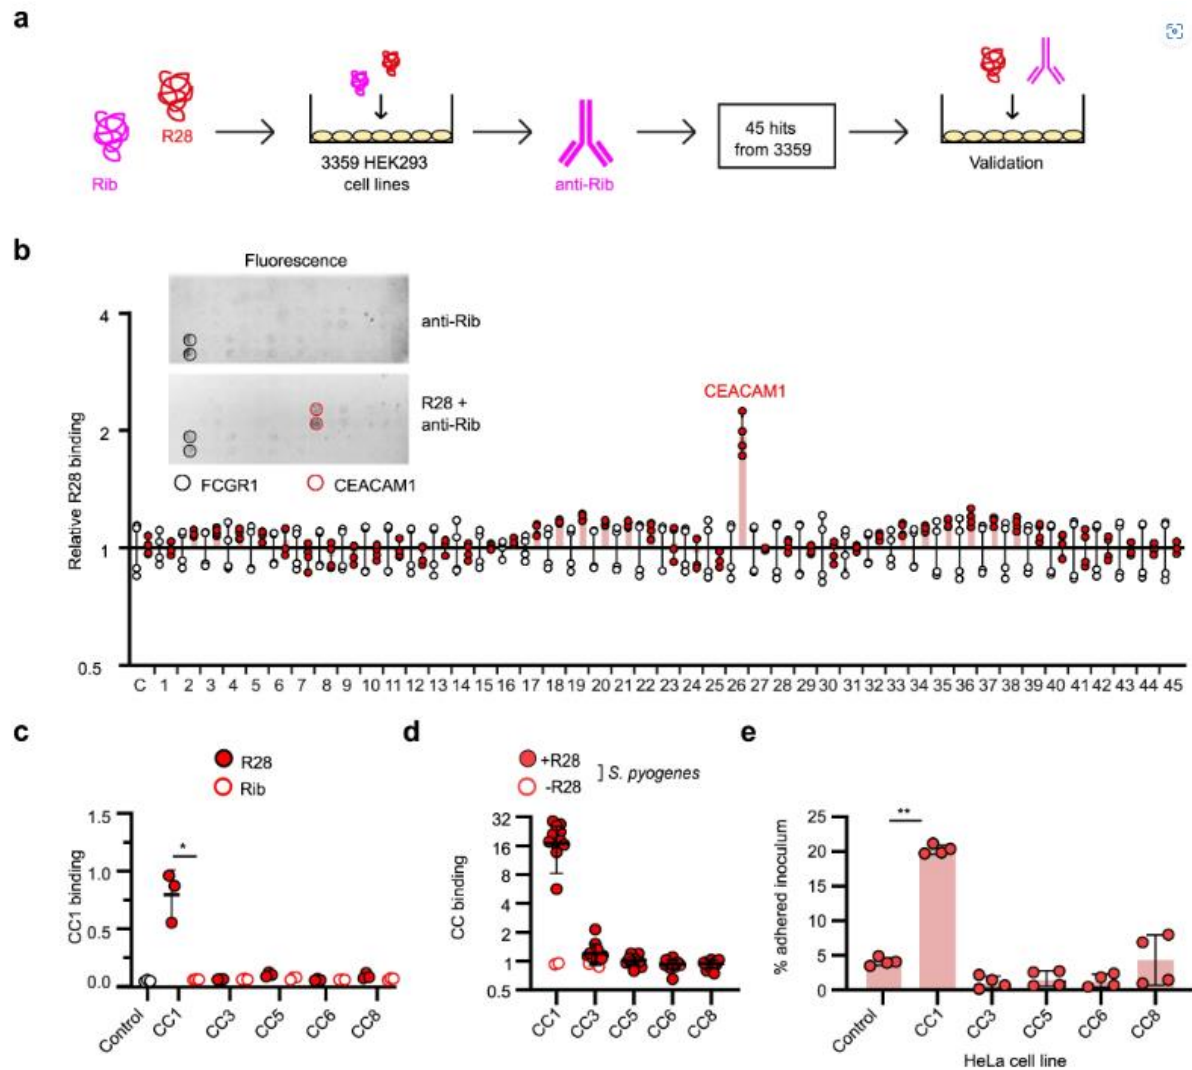 a
R28
Rib
3359 HEK293
cell lines
anti-Rib
45 hits
from 3359
Validation
b
Fluorescence
anti-Rib
R28 +
anti-Rib
FCGR1
CEACAM1
CEACAM1
Relative R28 binding
4
2
1
0.5
C 1 2 3 4 5 6 7 8 9 10 11 12 13 14 15 16 17 18 19 20 21 22 23 24 25 26 27 28 29 30 31 32 33 34 35 36 37 38 39 40 41 42 43 44 45
c
R28
Rib
CC1 binding
1.5
1.0
0.5
0.0
*
Control
CC1
CC3
CC5
CC6
CC8
d
+R28
-R28
] S. pyogenes
CC binding
32
16
8
4
2
1
0.5
CC1
CC3
CC5
CC6
CC8
e
% adhered inoculum
25
20
15
10
5
0
**
Control
CC1
CC3
CC5
CC6
CC8
HeLa cell line